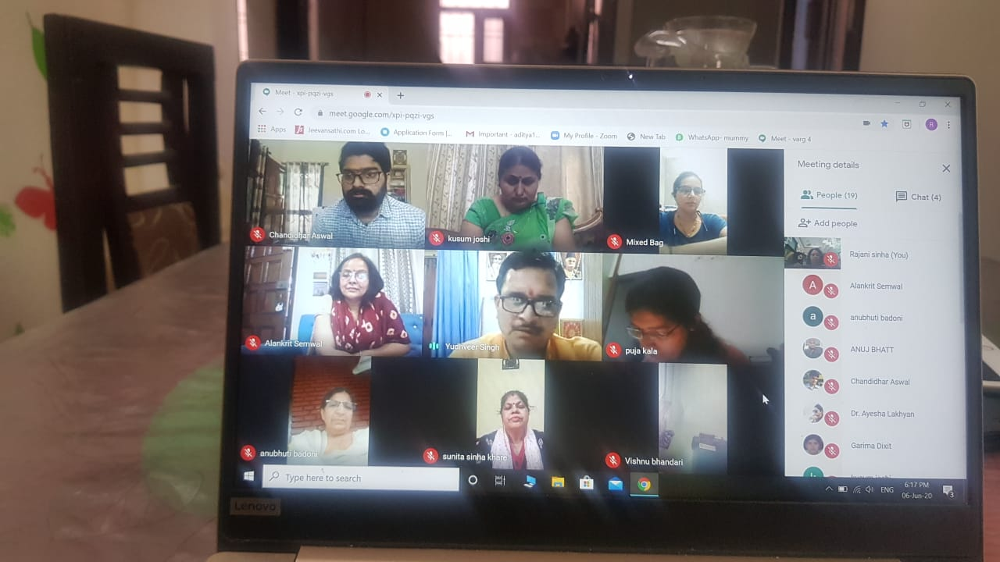 Meet - xpi-pqzi-vgs
meet.google.com/xpi-pqzi-vgs
Apps Jeevansathi.com Lo... Application Form |... Important - aditya1... My Profile - Zoom New Tab WhatsApp- mummy Meet - varg 4
Chandidhar Aswal
kusum joshi
Mixed Bag
Alankrit Semwal
Yudhveer Singh
puja kala
anubhuti badoni
sunita sinha khare
Vishnu bhandari
Meeting details
People (19) Chat (4)
Add people
Rajani sinha (You)
A Alankrit Semwal
a anubhuti badoni
ANUJ BHATT
Chandidhar Aswal
Dr. Ayesha Lakhyan
Garima Dixit
R
Type here to search
ENG
6:17 PM
06-Jun-20
3
Lenovo